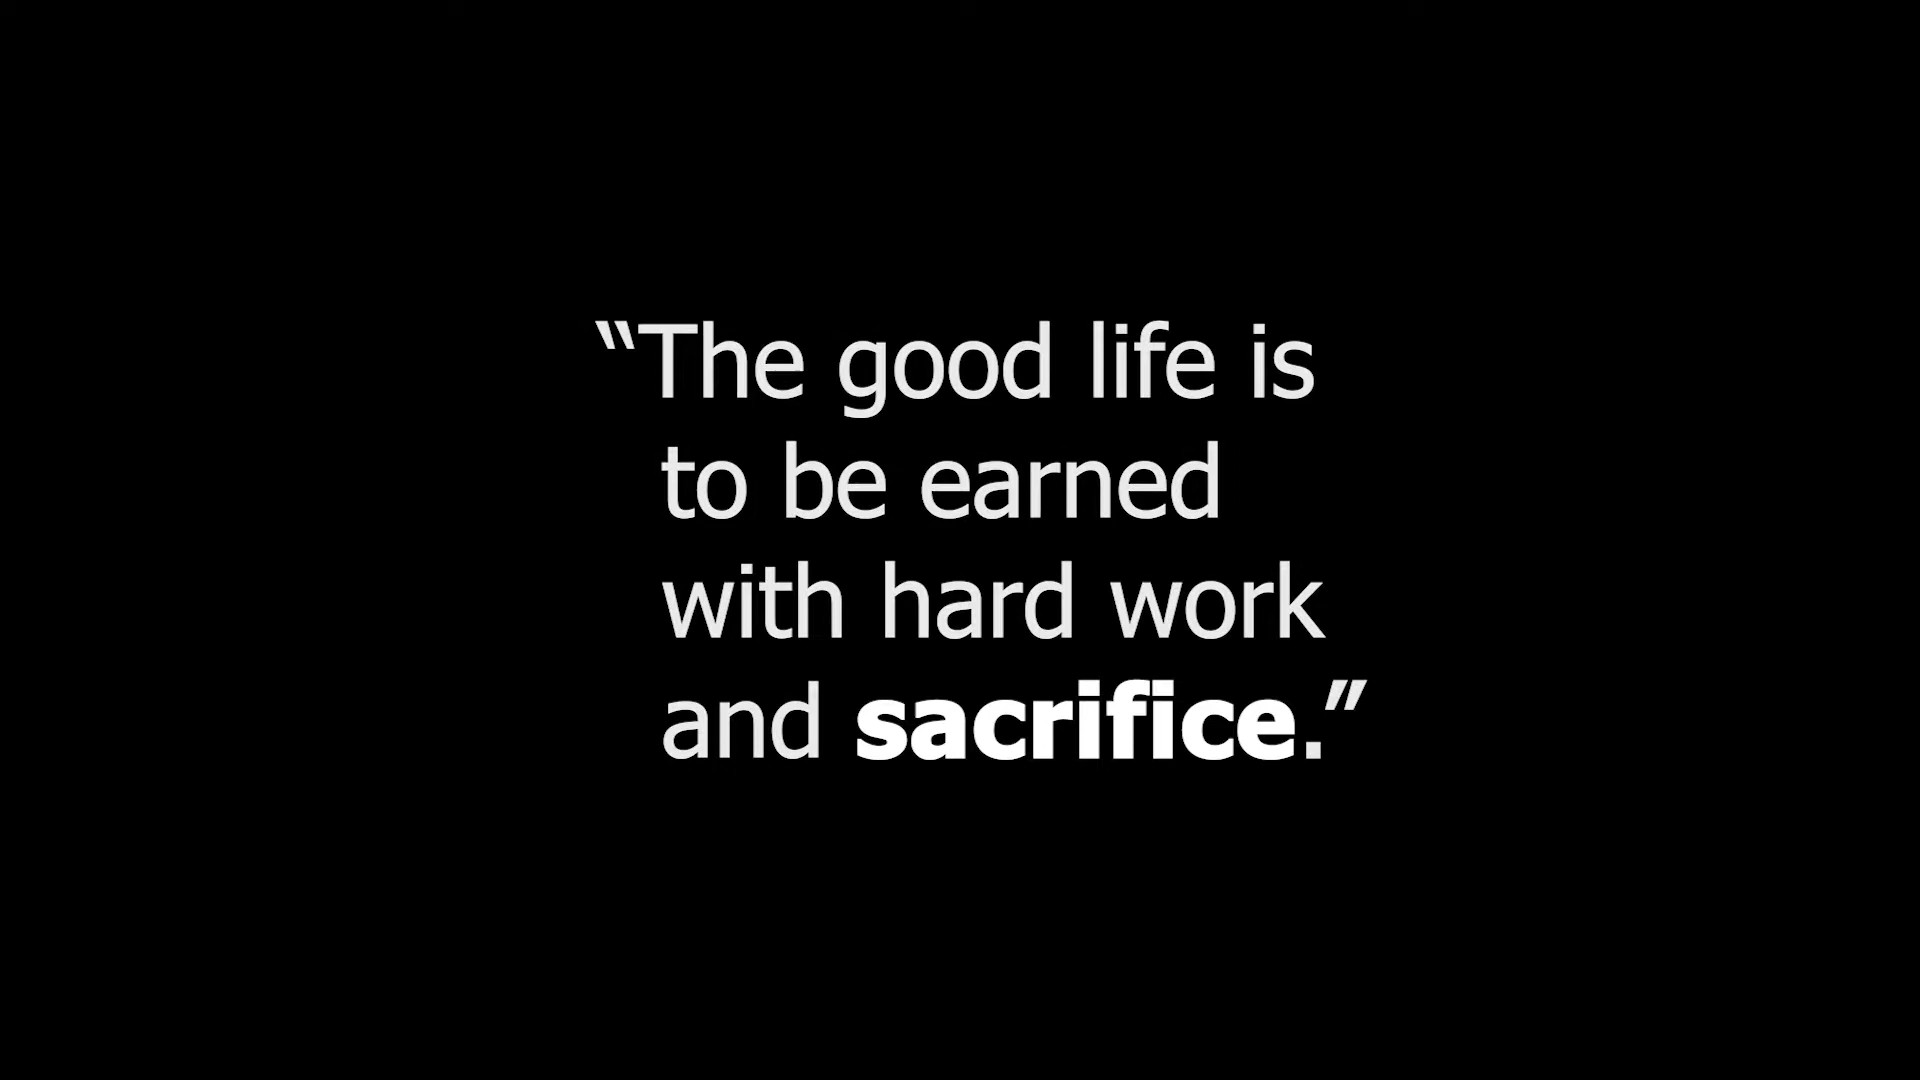 “The good life is
to be earned
with hard work
and sacrifice.”